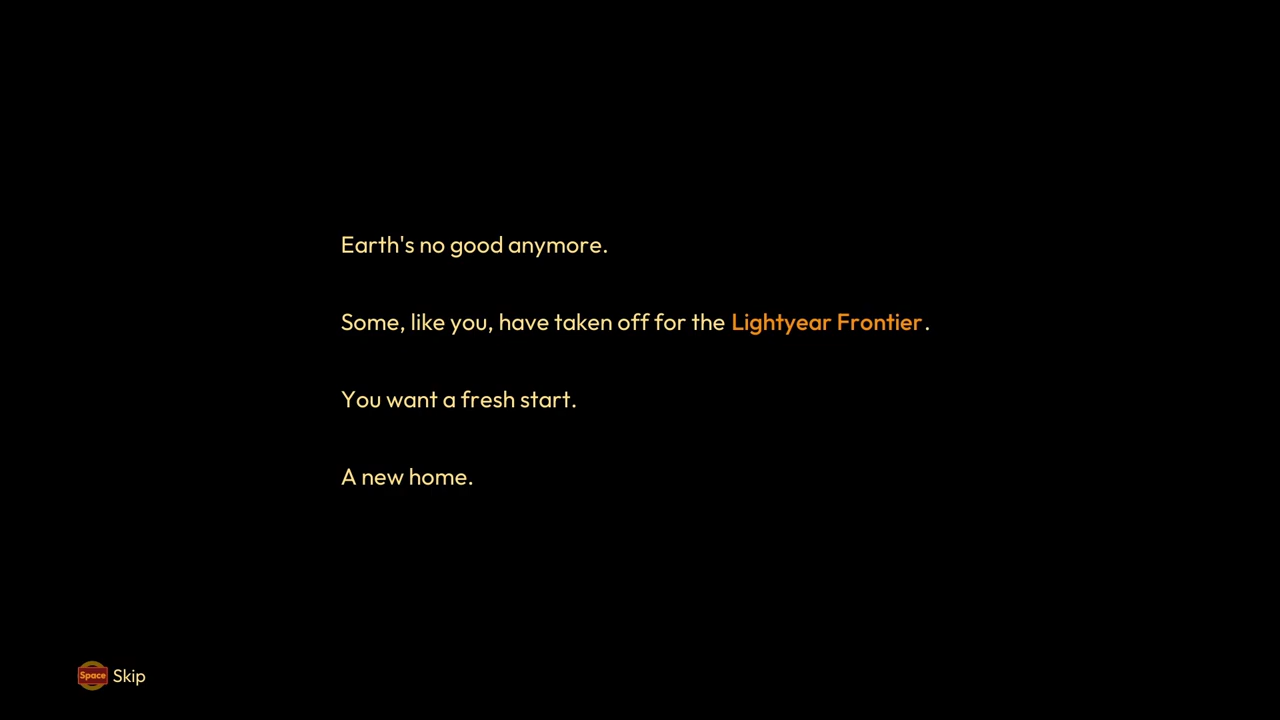 Earth's no good anymore.
Some, like you, have taken off for the Lightyear Frontier.
You want a fresh start.
A new home.
Space Skip